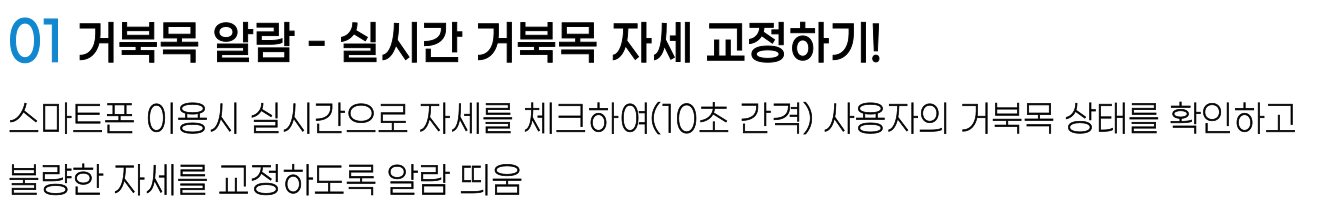 01 거북목 알람 - 실시간 거북목 자세 교정하기!
스마트폰 이용시 실시간으로 자세를 체크하여(10초 간격) 사용자의 거북목 상태를 확인하고
불량한 자세를 교정하도록 알람 띄움